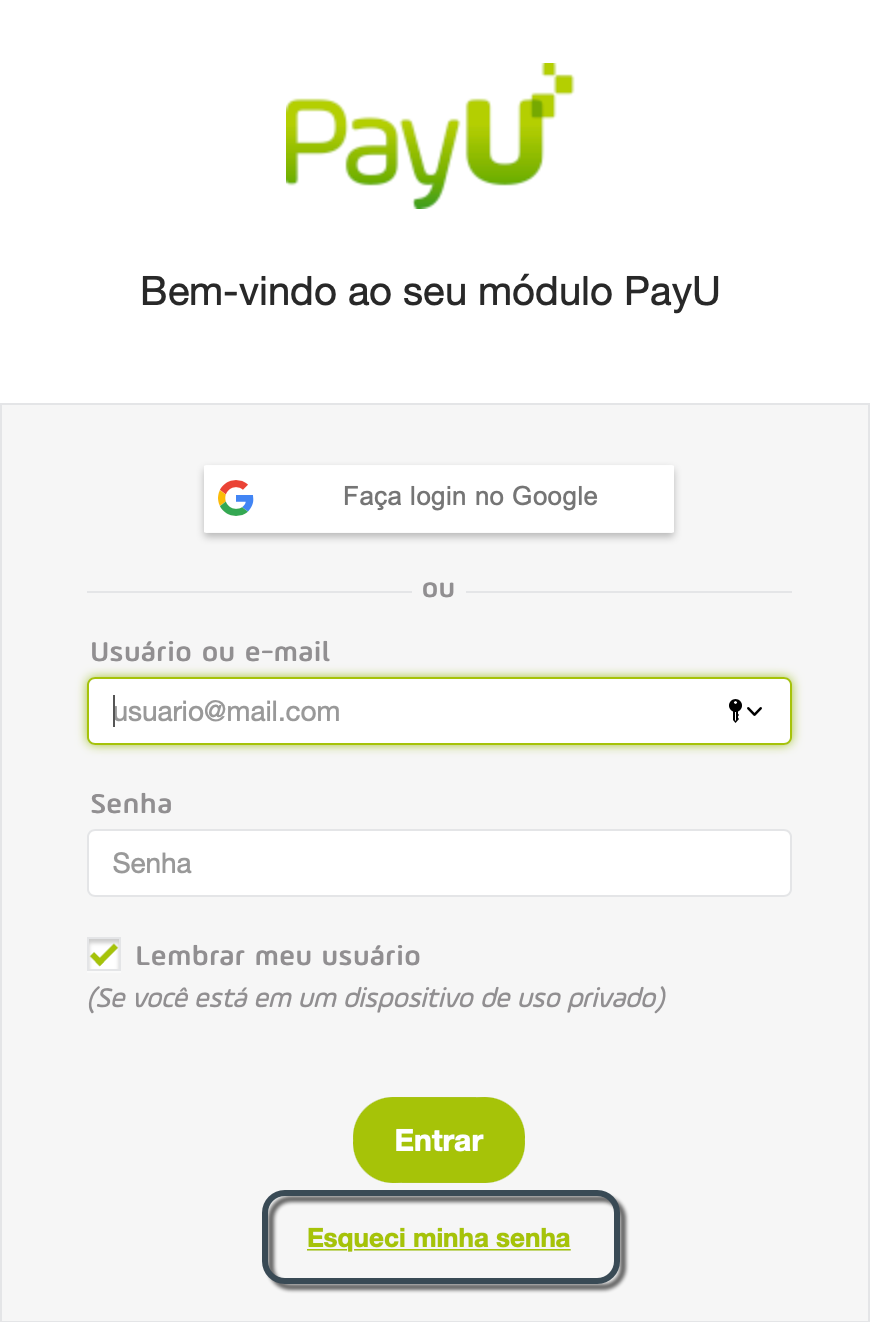 PayU
Bem-vindo ao seu módulo PayU
Faça login no Google
ou
Usuário ou e-mail
usuario@mail.com
Senha
Senha
Lembrar meu usuário
(Se você está em um dispositivo de uso privado)
Entrar
Esqueci minha senha